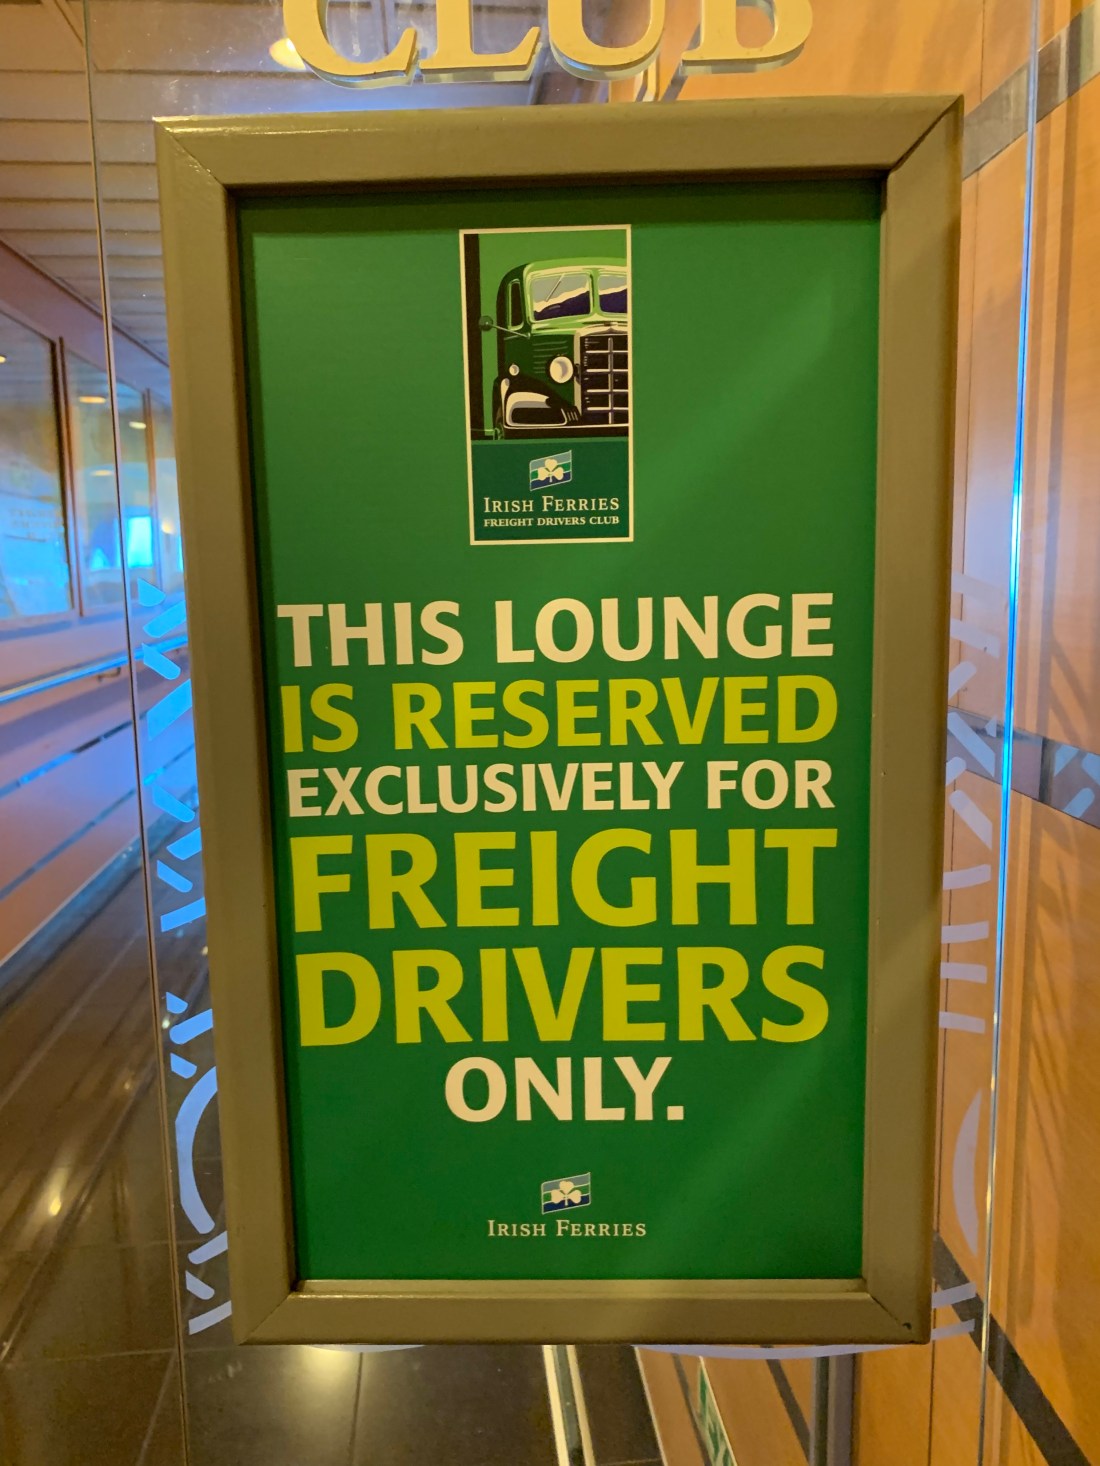 CLUB
IRISH FERRIES
FREIGHT DRIVERS CLUB
THIS LOUNGE
IS RESERVED
EXCLUSIVELY FOR
FREIGHT
DRIVERS
ONLY.
IRISH FERRIES